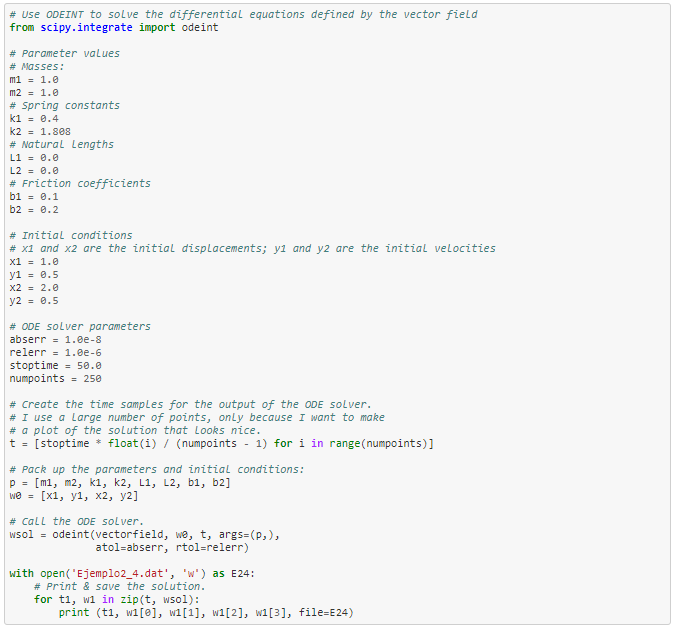 # Use ODEINT to solve the differential equations defined by the vector field
from scipy.integrate import odeint

# Parameter values
# Masses:
m1 = 1.0
m2 = 1.0
# Spring constants
k1 = 0.4
k2 = 1.808
# Natural lengths
L1 = 0.0
L2 = 0.0
# Friction coefficients
b1 = 0.1
b2 = 0.2

# Initial conditions
# x1 and x2 are the initial displacements; y1 and y2 are the initial velocities
x1 = 1.0
y1 = 0.5
x2 = 2.0
y2 = 0.5

# ODE solver parameters
abserr = 1.0e-8
relerr = 1.0e-6
stoptime = 50.0
numpoints = 250

# Create the time samples for the output of the ODE solver.
# I use a large number of points, only because I want to make
# a plot of the solution that looks nice.
t = [stoptime * float(i) / (numpoints - 1) for i in range(numpoints)]

# Pack up the parameters and initial conditions:
p = [m1, m2, k1, k2, L1, L2, b1, b2]
w0 = [x1, y1, x2, y2]

# Call the ODE solver.
wsol = odeint(vectorfield, w0, t, args=(p,),
              atol=abserr, rtol=relerr)

with open('Ejemplo2_4.dat', 'w') as E24:
    # Print & save the solution.
    for t1, w1 in zip(t, wsol):
        print (t1, w1[0], w1[1], w1[2], w1[3], file=E24)